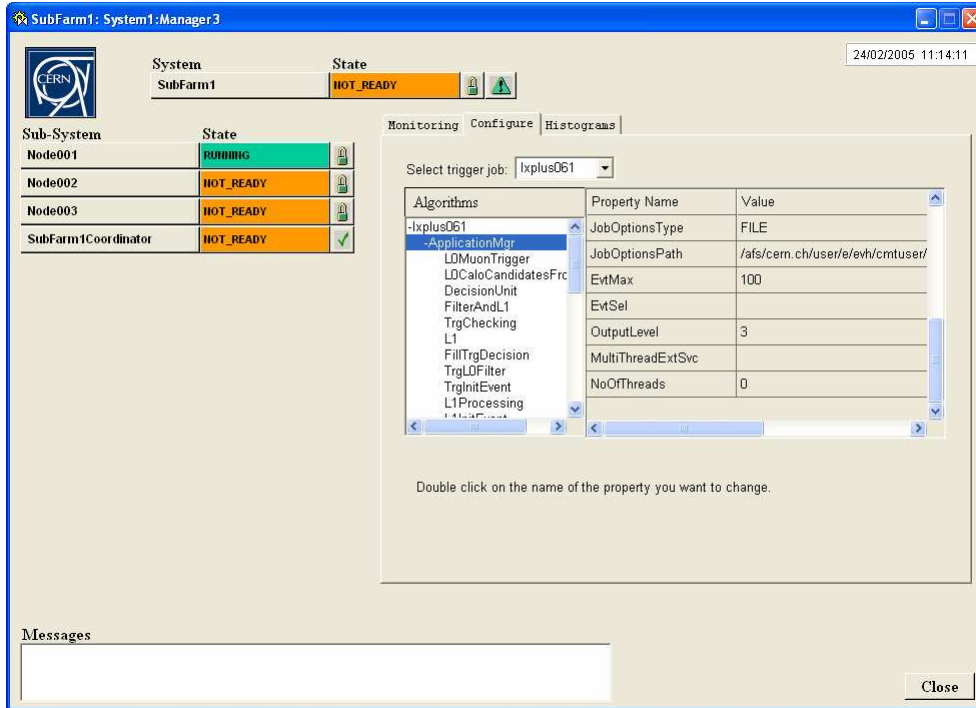 SubFarm1: System1:Manager3
24/02/2005 11:14:11
CERN
System State
SubFarm1 NOT_READY
Sub-System State
Node001 RUNNING
Node002 NOT_READY
Node003 NOT_READY
SubFarm1Coordinator NOT_READY
Monitoring Configure Histograms
Select trigger job: lxplus061
Algorithms
-lxplus061
-ApplicationMgr
L0MuonTrigger
L0CaloCandidatesFrc
DecisionUnit
FilterAndL1
TrgChecking
L1
FillTrgDecision
TrgL0Filter
TrgInitEvent
L1Processing
L1InitEvent
Property Name Value
JobOptionsType FILE
JobOptionsPath /afs/cern.ch/user/e/evh/cmtuser/
EvtMax 100
EvtSel
OutputLevel 3
MultiThreadExtSvc
NoOfThreads 0
Double click on the name of the property you want to change.
Messages
Close